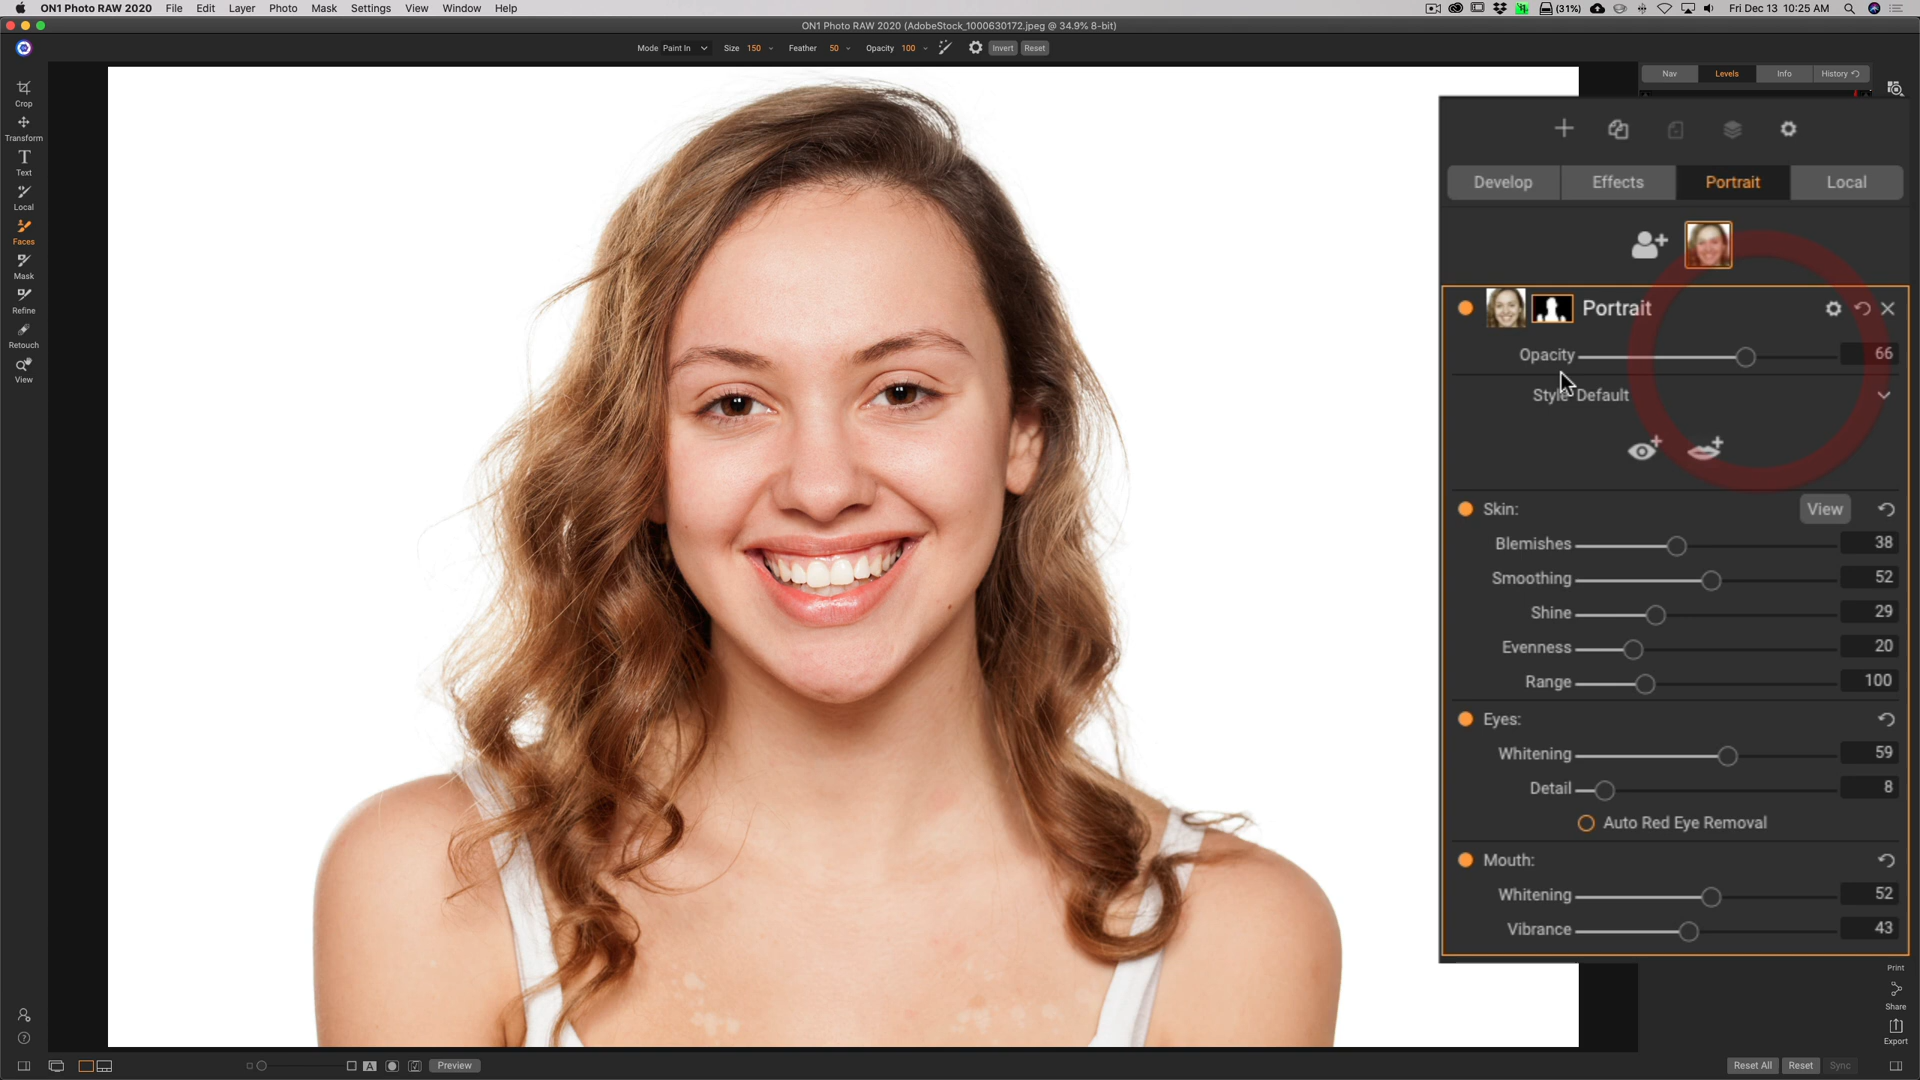 ON1 Photo RAW 2020 File Edit Layer Photo Mask Settings View Window Help (31%) Fri Dec 13 10:25 AM
ON1 Photo RAW 2020 (AdobeStock_1000630172.jpeg @ 34.9% 8-bit)
Mode Paint In Size 150 Feather 50 Opacity 100 Invert Reset
Nav Levels Info History
Crop
Transform
Text
Local
Faces
Mask
Refine
Retouch
View
Develop Effects Portrait Local
Portrait
Opacity 66
Style Default
Skin: View
Blemishes 38
Smoothing 52
Shine 29
Evenness 20
Range 100
Eyes:
Whitening 59
Detail 8
Auto Red Eye Removal
Mouth:
Whitening 52
Vibrance 43
Print
Share
Export
A Preview Reset All Reset Sync